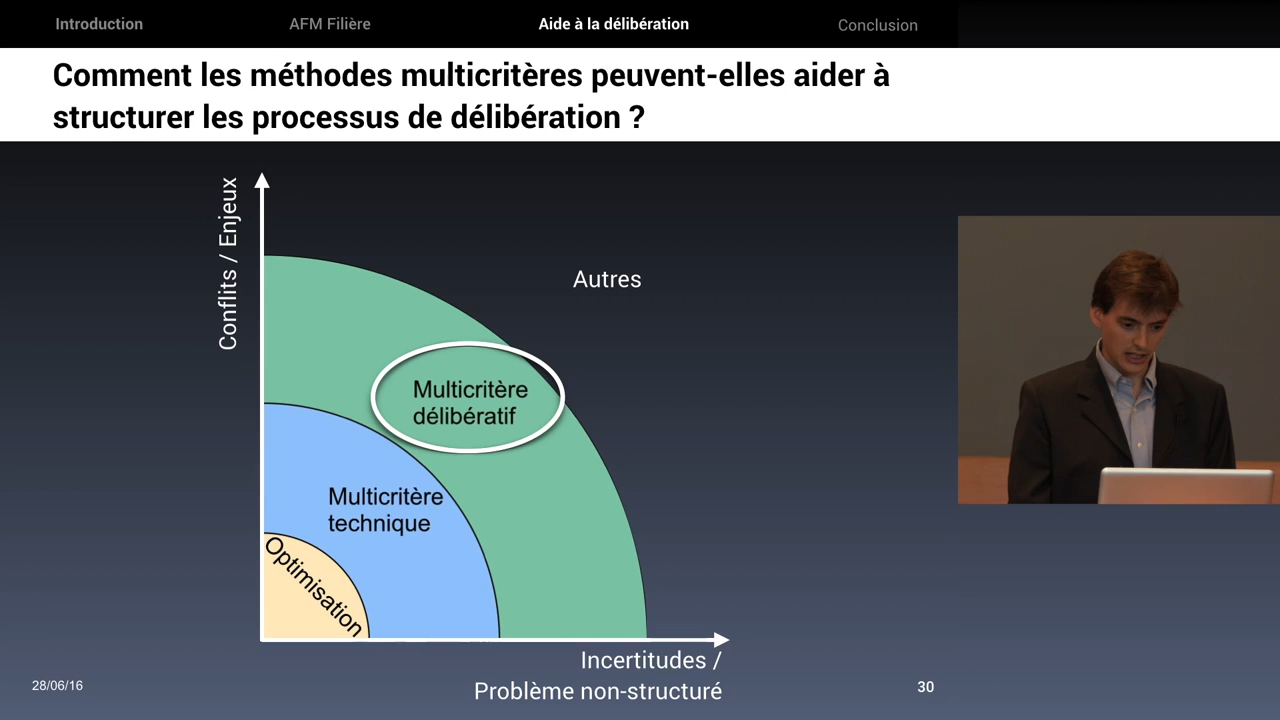 Introduction
AFM Filière
Aide à la délibération
Conclusion
Comment les méthodes multicritères peuvent-elles aider à
structurer les processus de délibération ?
Conflits / Enjeux
Autres
Multicritère
délibératif
Multicritère
technique
Optimisation
Incertitudes /
Problème non-structuré
28/06/16
30